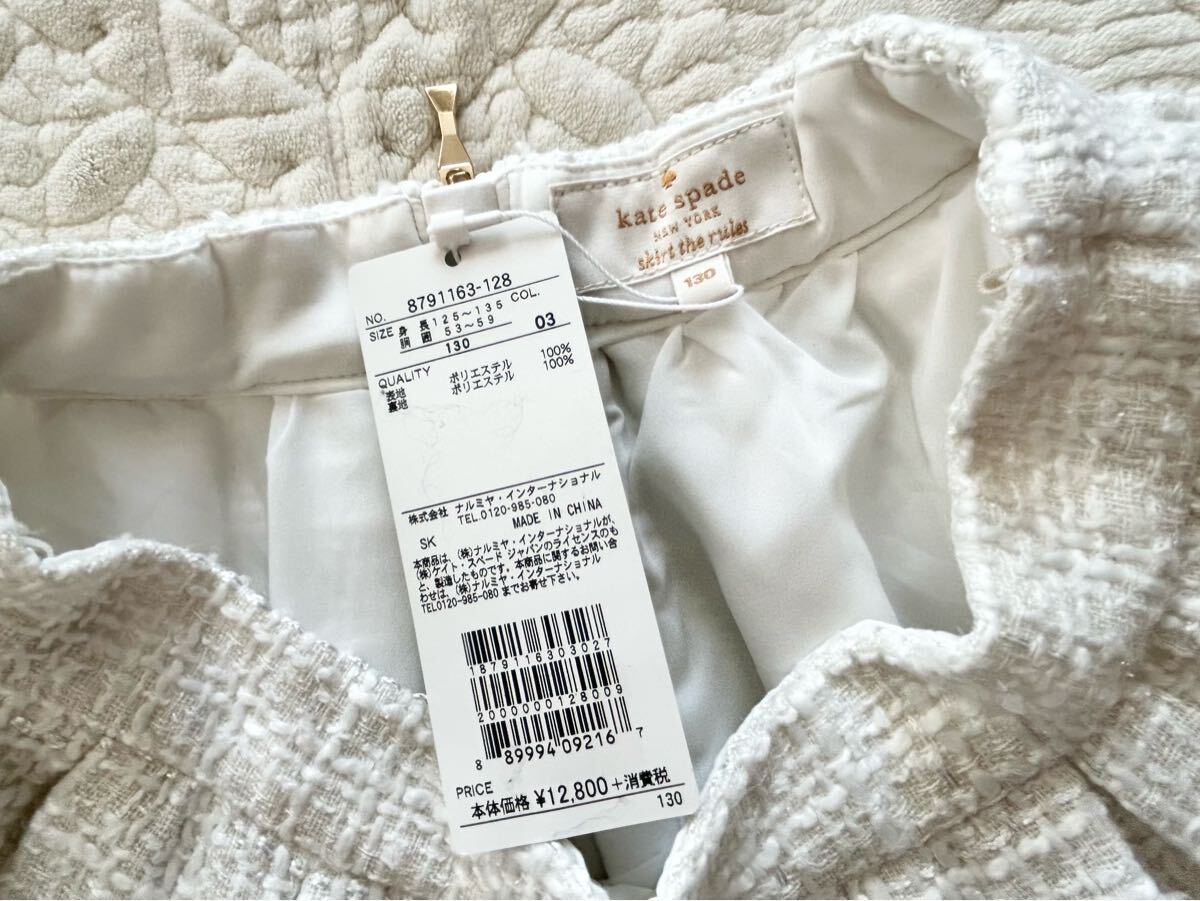 kate spade
NEW YORK
skirt the rules
130
NO. 8791163-128
SIZE 身長 125～135 COL.
胴囲 53～59 03
130
QUALITY
表地 ポリエステル 100%
裏地 ポリエステル 100%
株式会社 ナルミヤ・インターナショナル
TEL.0120-985-080
MADE IN CHINA
SK
本商品は、(株)ナルミヤ・インターナショナルが、
(株)ケイト・スペード ジャパンのライセンスのも
と、製造したものです。本商品に関するお問い合
わせは、(株)ナルミヤ・インターナショナル
TEL0120-985-080 までお寄せ下さい。
1879116303027
2000000128009
8 89994 09216 7
PRICE
本体価格 ¥12,800+消費税
130